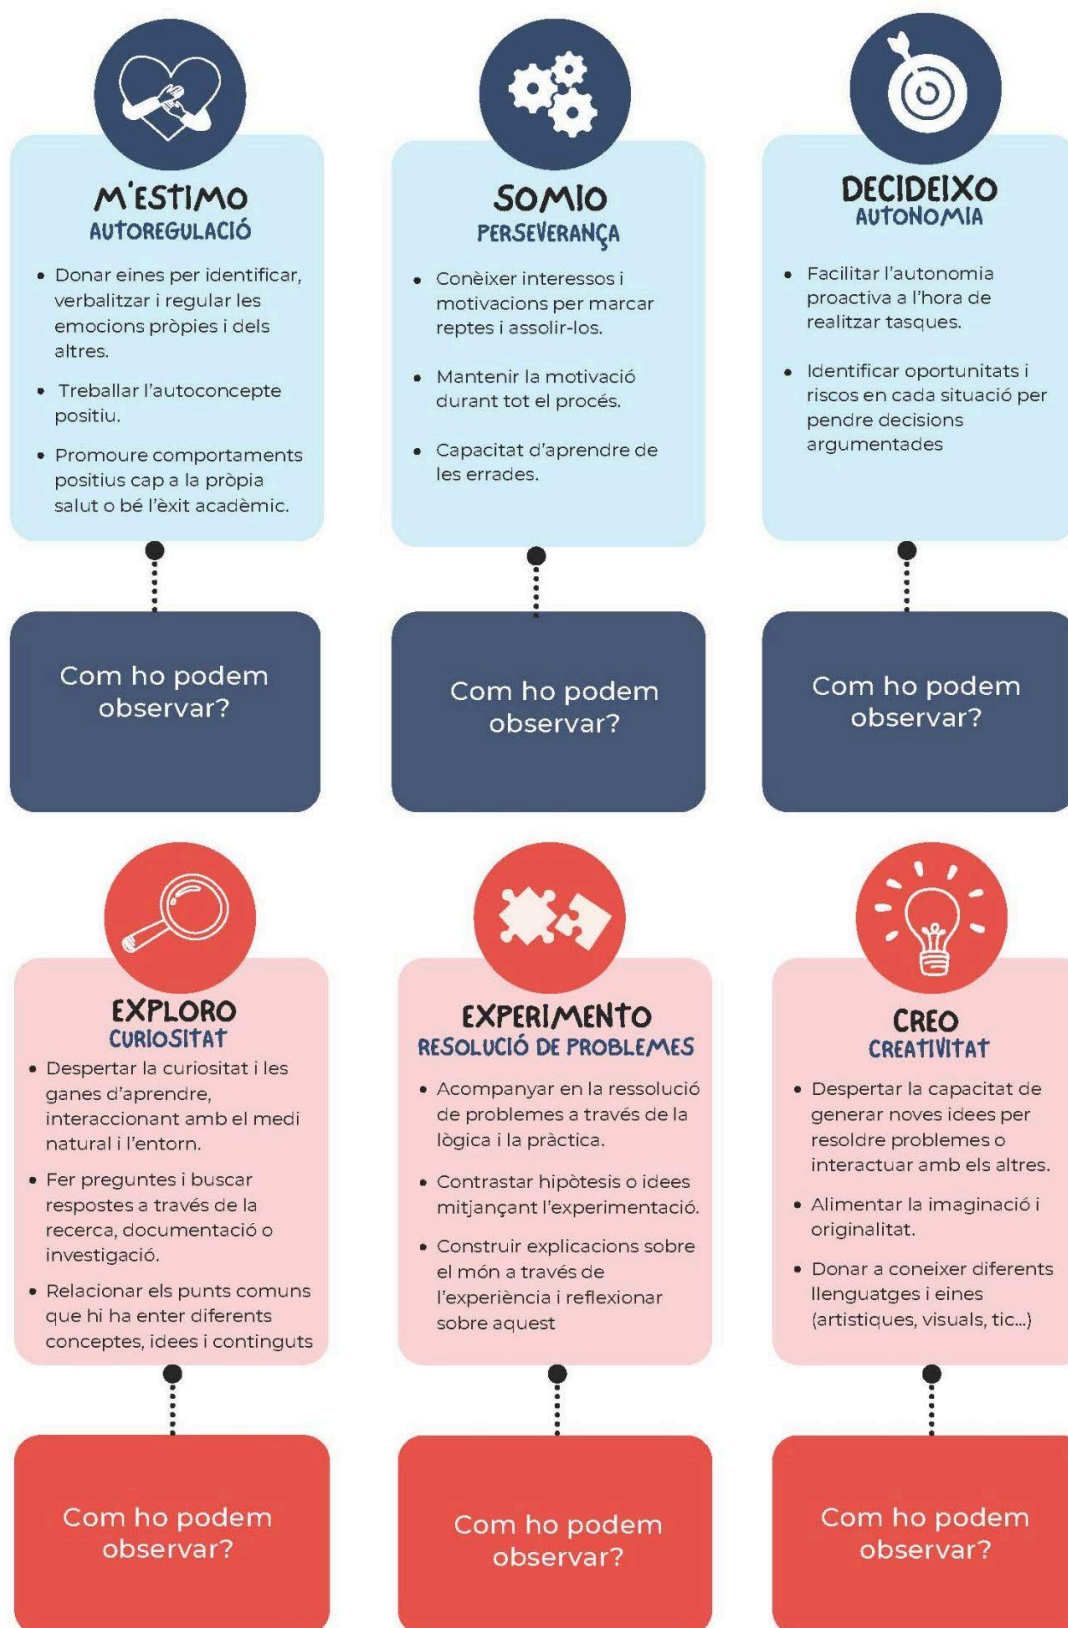 M'ESTIMO
AUTOREGULACIÓ
• Donar eines per identificar,
verbalitzar i regular les
emocions pròpies i dels
altres.
• Treballar l'autoconcepte
positiu.
• Promoure comportaments
positius cap a la pròpia
salut o bé l'èxit acadèmic.
Com ho podem
observar?
SOMIO
PERSEVERANÇA
• Conèixer interessos i
motivacions per marcar
reptes i assolir-los.
• Mantenir la motivació
durant tot el procés.
• Capacitat d'aprendre de
les errades.
Com ho podem
observar?
DECIDEIXO
AUTONOMIA
• Facilitar l'autonomia
proactiva a l'hora de
realitzar tasques.
• Identificar oportunitats i
riscos en cada situació per
pendre decisions
argumentades
Com ho podem
observar?
EXPLORO
CURIOSITAT
• Despertar la curiositat i les
ganes d'aprendre,
interaccionant amb el medi
natural i l'entorn.
• Fer preguntes i buscar
respostes a través de la
recerca, documentació o
investigació.
• Relacionar els punts comuns
que hi ha enter diferents
conceptes, idees i continguts
Com ho podem
observar?
EXPERIMENTO
RESOLUCIÓ DE PROBLEMES
• Acompanyar en la ressolució
de problemes a través de la
lògica i la pràctica.
• Contrastar hipòtesis o idees
mitjançant l'experimentació.
• Construir explicacions sobre
el món a través de
l'experiència i reflexionar
sobre aquest
Com ho podem
observar?
CREO
CREATIVITAT
• Despertar la capacitat de
generar noves idees per
resoldre problemes o
interactuar amb els altres.
• Alimentar la imaginació i
originalitat.
• Donar a coneixer diferents
llenguatges i eines
(artistiques, visuals, tic...)
Com ho podem
observar?